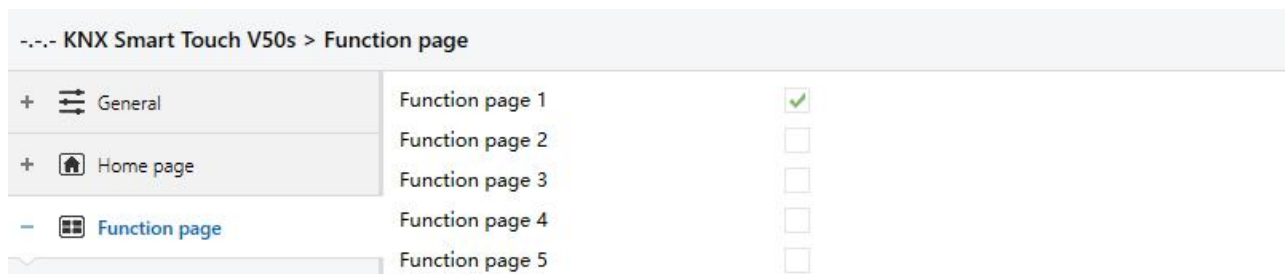 -.-.- KNX Smart Touch V50s > Function page
+ General
+ Home page
− Function page
Function page 1
Function page 2
Function page 3
Function page 4
Function page 5